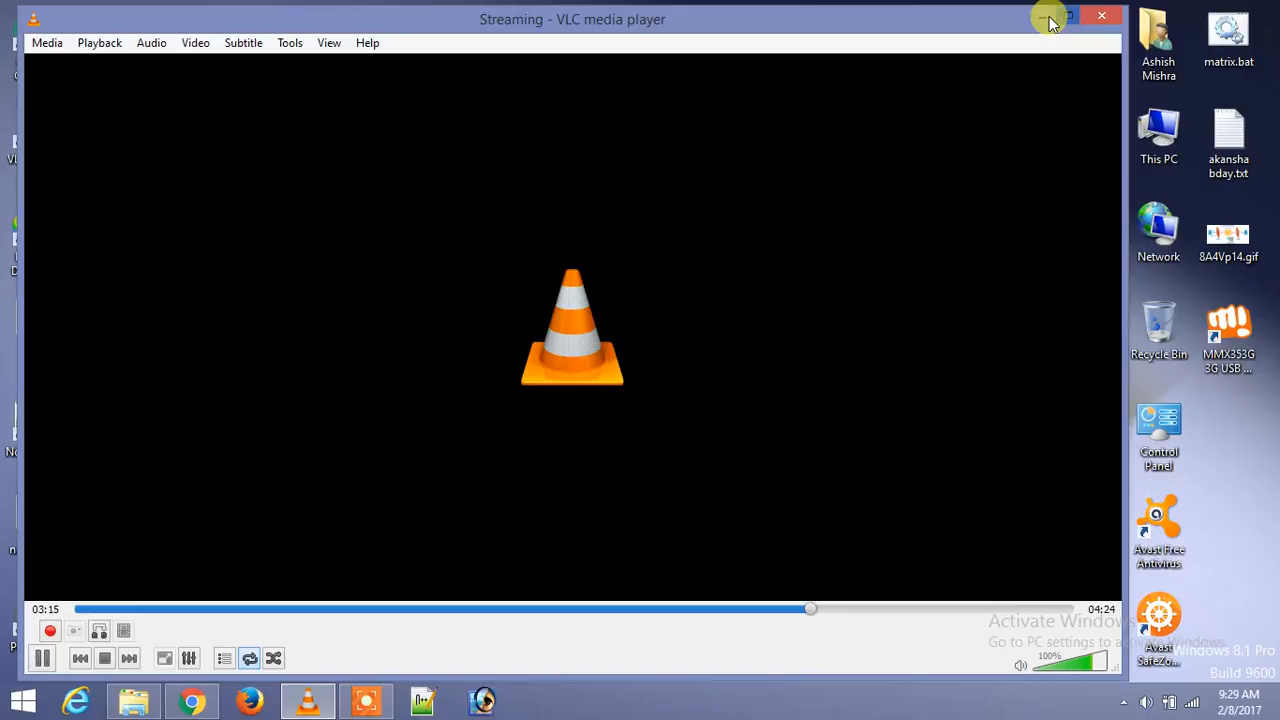 Streaming - VLC media player
Media Playback Audio Video Subtitle Tools View Help
Ashish
Mishra
matrix.bat
This PC
akansha
bday.txt
Network
8A4Vp14.gif
Recycle Bin
MMX353G
3G USB ...
Control
Panel
Avast Free
Antivirus
Avast
SafeZo...
03:15
04:24
Activate Windows
Go to PC settings to activate Windows.
100%
Windows 8.1 Pro
Build 9600
9:29 AM
2/8/2017